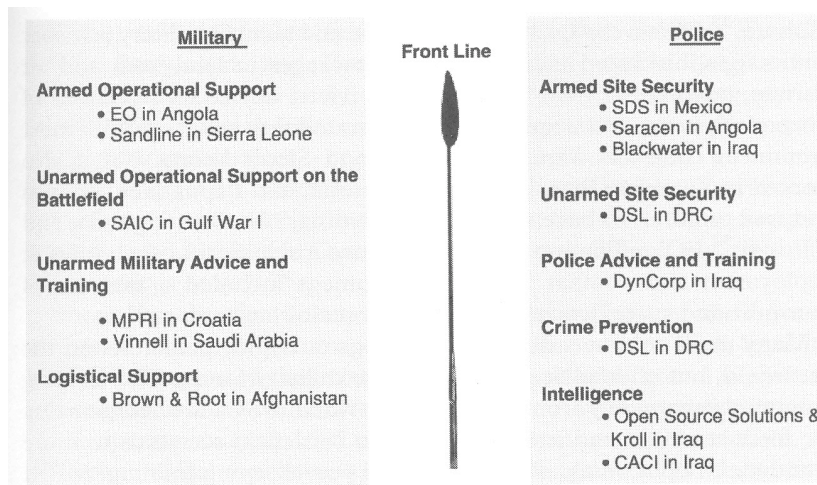 Military
Armed Operational Support
• EO in Angola
• Sandline in Sierra Leone
Unarmed Operational Support on the
Battlefield
• SAIC in Gulf War I
Unarmed Military Advice and
Training
• MPRI in Croatia
• Vinnell in Saudi Arabia
Logistical Support
• Brown & Root in Afghanistan
Front Line
Police
Armed Site Security
• SDS in Mexico
• Saracen in Angola
• Blackwater in Iraq
Unarmed Site Security
• DSL in DRC
Police Advice and Training
• DynCorp in Iraq
Crime Prevention
• DSL in DRC
Intelligence
• Open Source Solutions &
Kroll in Iraq
• CACI in Iraq